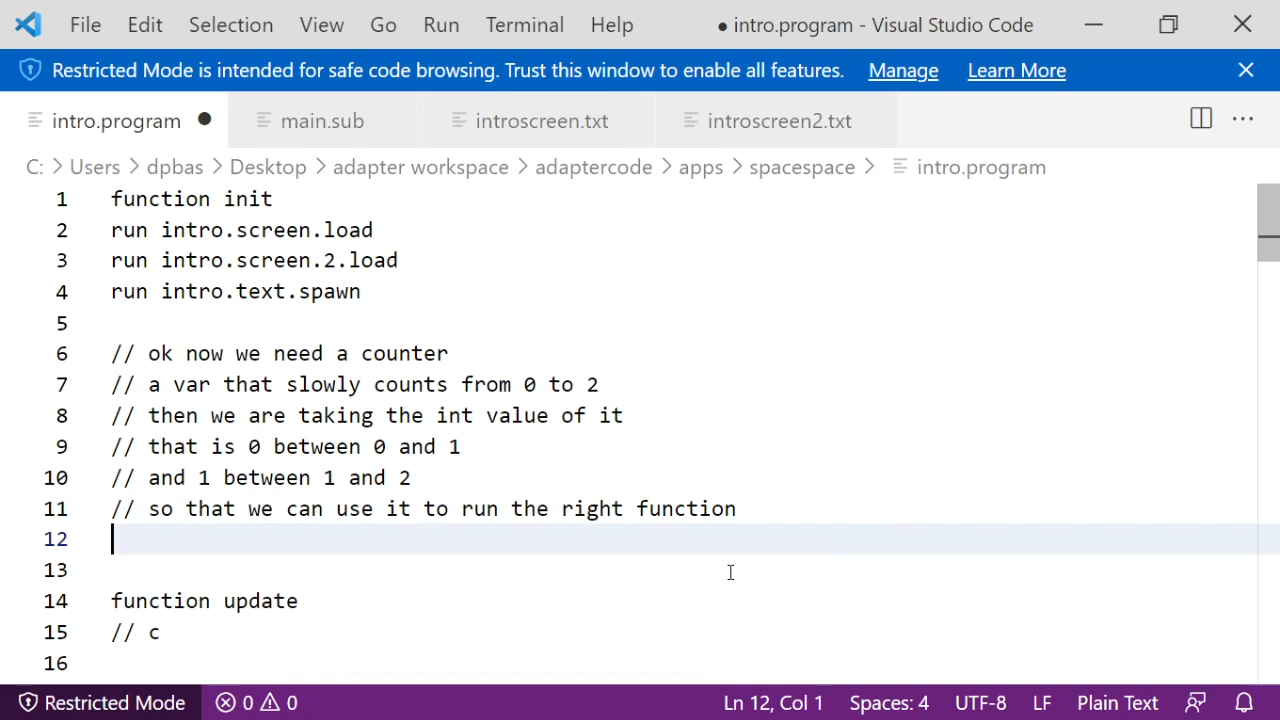 File Edit Selection View Go Run Terminal Help ● intro.program - Visual Studio Code
Restricted Mode is intended for safe code browsing. Trust this window to enable all features. Manage Learn More
intro.program main.sub introscreen.txt introscreen2.txt
C: > Users > dpbas > Desktop > adapter workspace > adaptercode > apps > spacespace > intro.program
1 function init
2 run intro.screen.load
3 run intro.screen.2.load
4 run intro.text.spawn
5
6 // ok now we need a counter
7 // a var that slowly counts from 0 to 2
8 // then we are taking the int value of it
9 // that is 0 between 0 and 1
10 // and 1 between 1 and 2
11 // so that we can use it to run the right function
12
13
14 function update
15 // c
16
Restricted Mode 0 0 Ln 12, Col 1 Spaces: 4 UTF-8 LF Plain Text